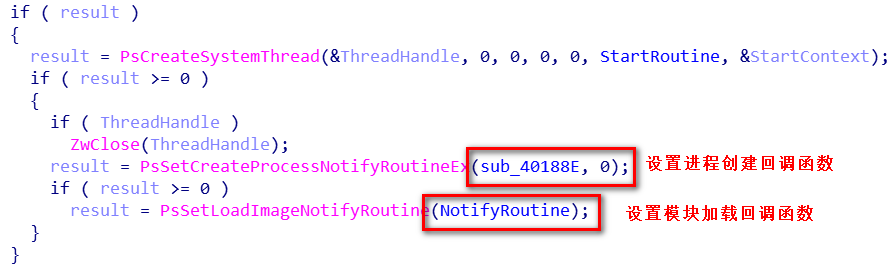 if ( result )
{
result = PsCreateSystemThread(&ThreadHandle, 0, 0, 0, 0, StartRoutine, &StartContext);
if ( result >= 0 )
{
if ( ThreadHandle )
ZwClose(ThreadHandle);
result = PsSetCreateProcessNotifyRoutineEx(sub_40188E, 0); 设置进程创建回调函数
if ( result >= 0 )
result = PsSetLoadImageNotifyRoutine(NotifyRoutine); 设置模块加载回调函数
}
}